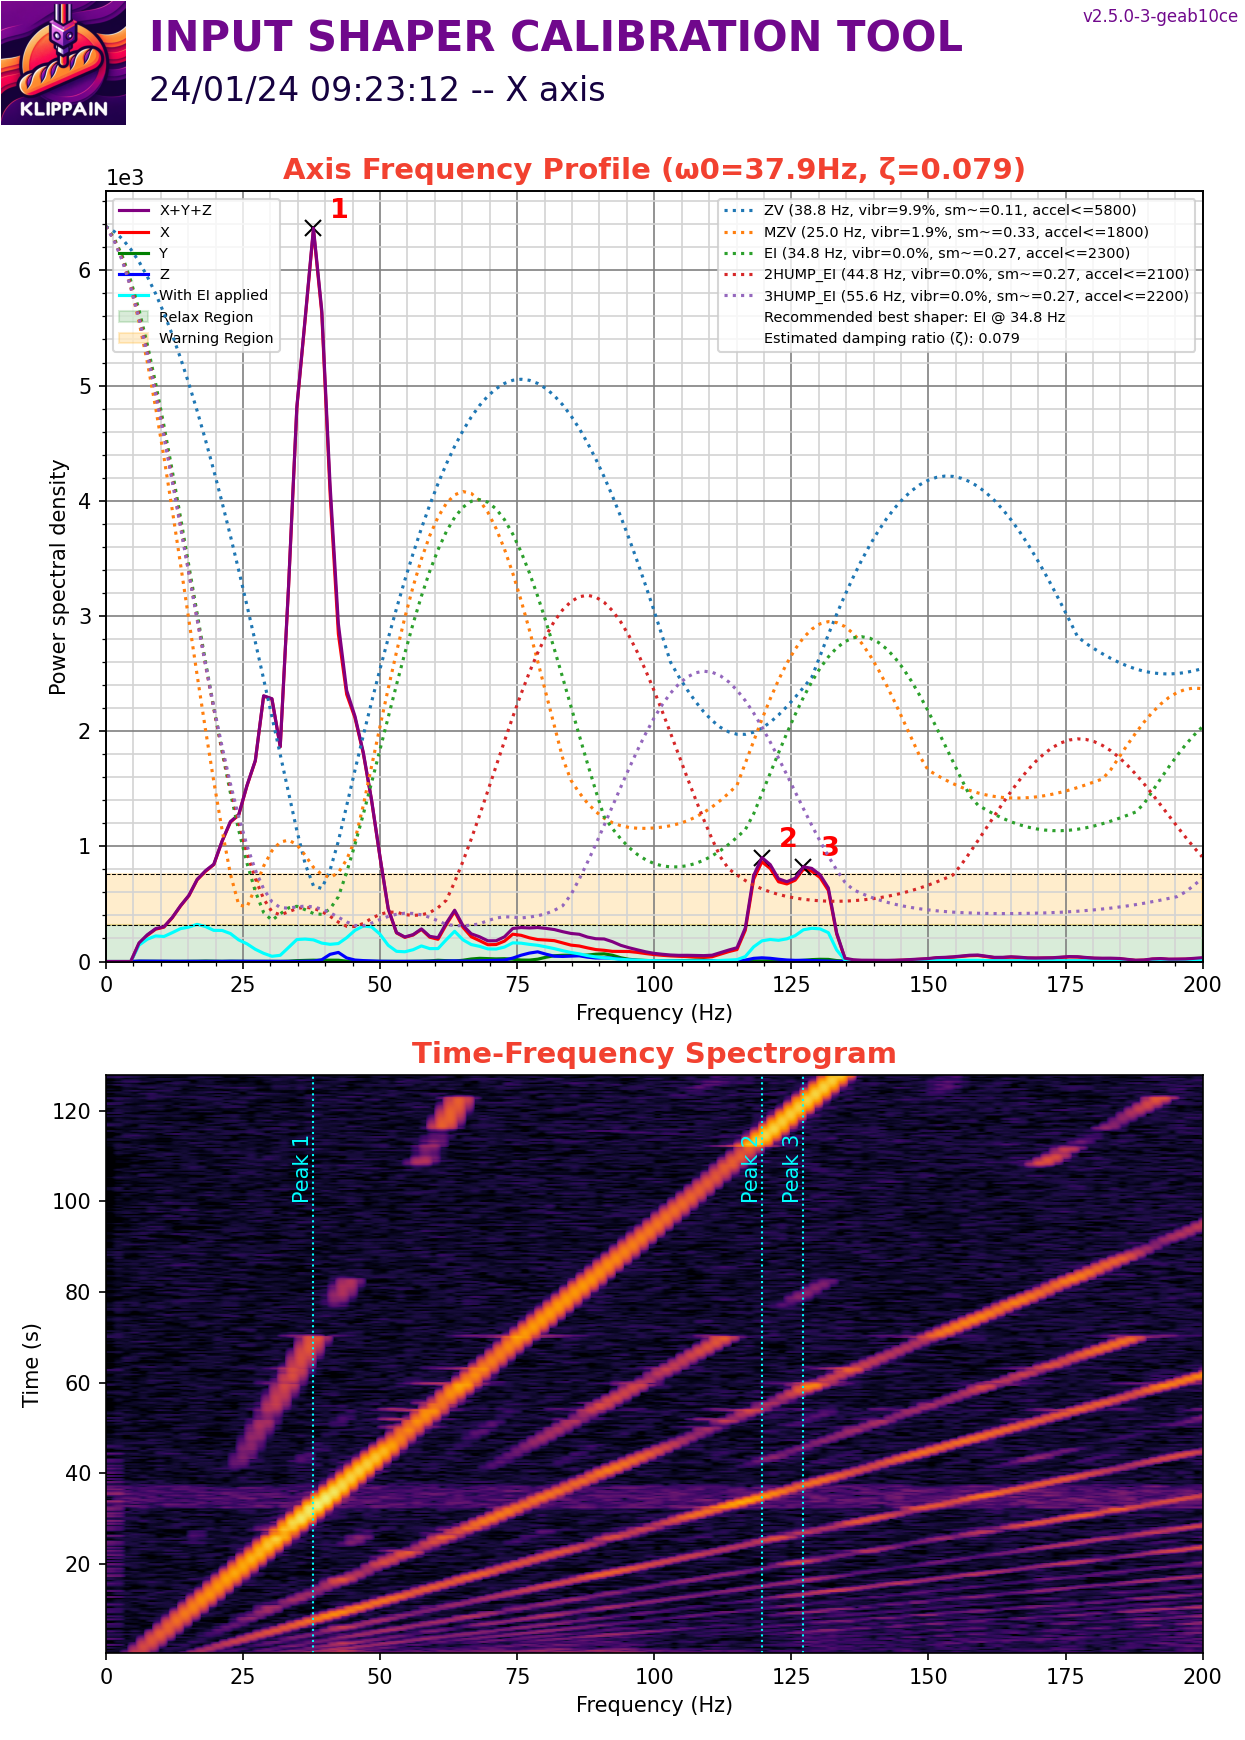 INPUT SHAPER CALIBRATION TOOL
v2.5.0-3-geab10ce
24/01/24 09:23:12 -- X axis
KLIPPAIN
Axis Frequency Profile (ω0=37.9Hz, ζ=0.079)
1e3
X+Y+Z
X
Y
Z
With EI applied
Relax Region
Warning Region
ZV (38.8 Hz, vibr=9.9%, sm~=0.11, accel<=5800)
MZV (25.0 Hz, vibr=1.9%, sm~=0.33, accel<=1800)
EI (34.8 Hz, vibr=0.0%, sm~=0.27, accel<=2300)
2HUMP_EI (44.8 Hz, vibr=0.0%, sm~=0.27, accel<=2100)
3HUMP_EI (55.6 Hz, vibr=0.0%, sm~=0.27, accel<=2200)
Recommended best shaper: EI @ 34.8 Hz
Estimated damping ratio (ζ): 0.079
1
2
3
Power spectral density
6
5
4
3
2
1
0
0 25 50 75 100 125 150 175 200
Frequency (Hz)
Time-Frequency Spectrogram
Time (s)
120
100
80
60
40
20
Peak 1
Peak 2
Peak 3
0 25 50 75 100 125 150 175 200
Frequency (Hz)